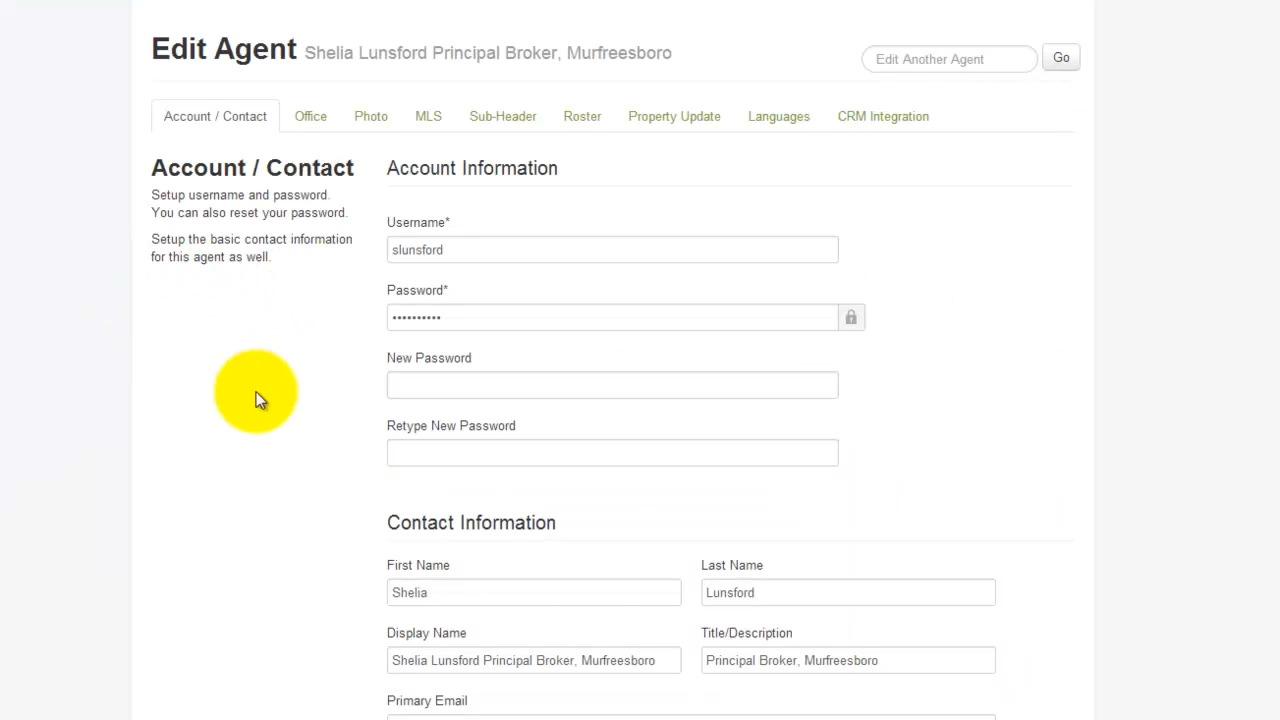 Edit Agent Shelia Lunsford Principal Broker, Murfreesboro
Edit Another Agent Go
Account / Contact Office Photo MLS Sub-Header Roster Property Update Languages CRM Integration
Account / Contact
Setup username and password.
You can also reset your password.
Setup the basic contact information
for this agent as well.
Account Information
Username*
slunsford
Password*
••••••••••
New Password
Retype New Password
Contact Information
First Name Last Name
Shelia Lunsford
Display Name Title/Description
Shelia Lunsford Principal Broker, Murfreesboro Principal Broker, Murfreesboro
Primary Email